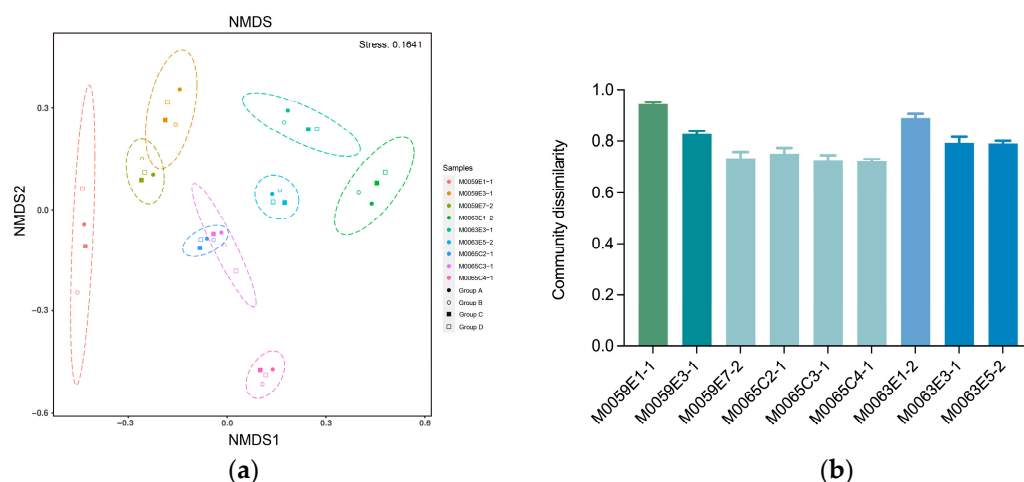 NMDS
Stress: 0.1641
NMDS2
0.3
0.0
−0.3
−0.6
−0.3
0.0
0.3
0.6
NMDS1
Samples
M0059E1-1
M0059E3-1
M0059E7-2
M0063E1-2
M0063E3-1
M0063E5-2
M0065C2-1
M0065C3-1
M0065C4-1
Group A
Group B
Group C
Group D
(a)
Community dissimilarity
1.0
0.8
0.6
0.4
0.2
0.0
M0059E1-1
M0059E3-1
M0059E7-2
M0065C2-1
M0065C3-1
M0065C4-1
M0063E1-2
M0063E3-1
M0063E5-2
(b)